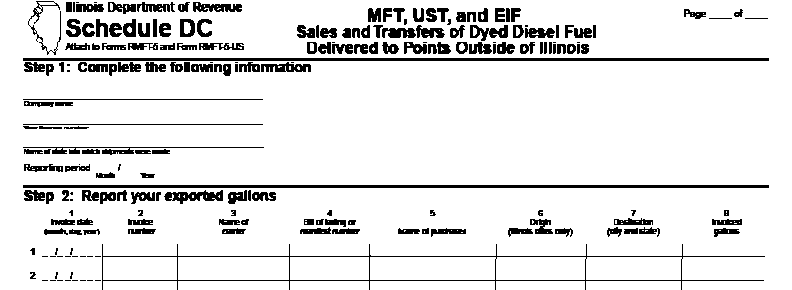 Illinois Department of Revenue
Schedule DC
Attach to Forms RMFT-5 and Form RMFT-5-US
MFT, UST, and EIF
Sales and Transfers of Dyed Diesel Fuel
Delivered to Points Outside of Illinois
Page ____ of ____
Step 1: Complete the following information
Company name
Your license number
Name of state into which shipments were made
Reporting period ____/____
Month Year
Step 2: Report your exported gallons
1 2 3 4 5 6 7 8
Invoice date Invoice Name of Bill of lading or Origin Destination Invoiced
(month, day, year) number carrier manifest number Name of purchaser (Illinois cities only) (city and state) gallons
1 __/__/____
2 __/__/____